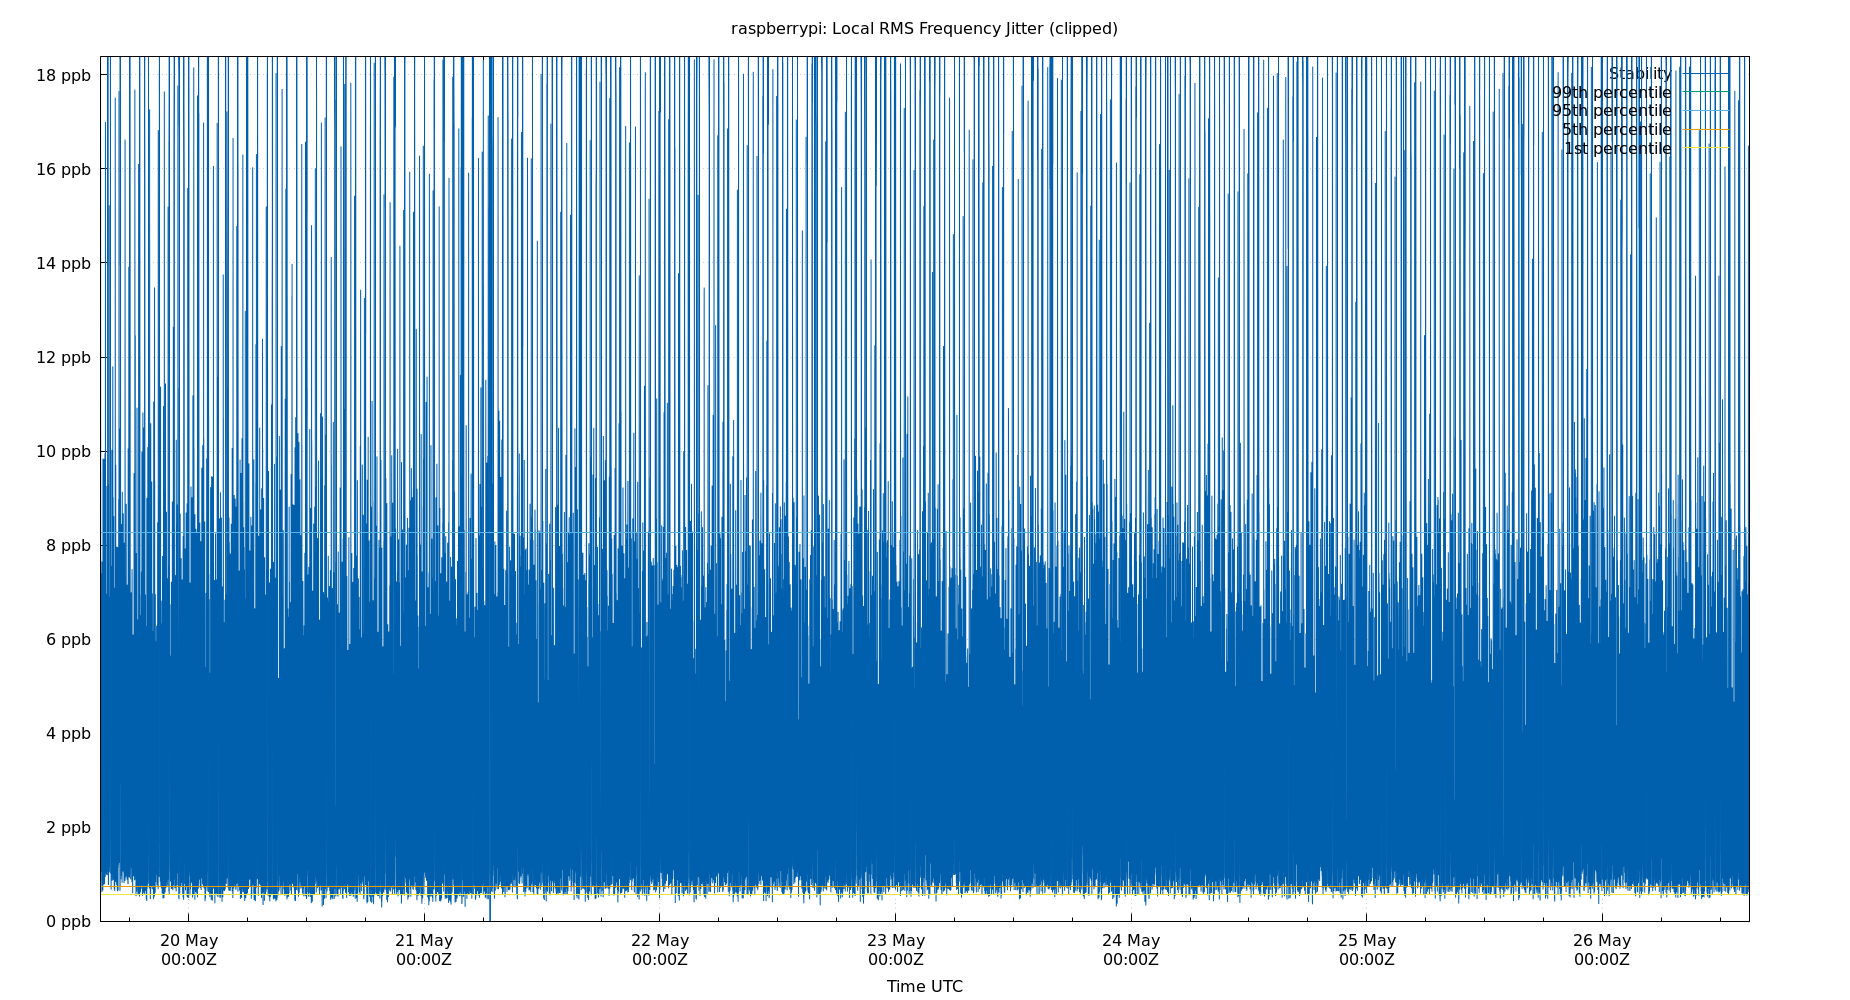 raspberrypi: Local RMS Frequency Jitter (clipped)
18 ppb
16 ppb
14 ppb
12 ppb
10 ppb
8 ppb
6 ppb
4 ppb
2 ppb
0 ppb
Stability
99th percentile
95th percentile
5th percentile
1st percentile
20 May 21 May 22 May 23 May 24 May 25 May 26 May
00:00Z 00:00Z 00:00Z 00:00Z 00:00Z 00:00Z 00:00Z
Time UTC